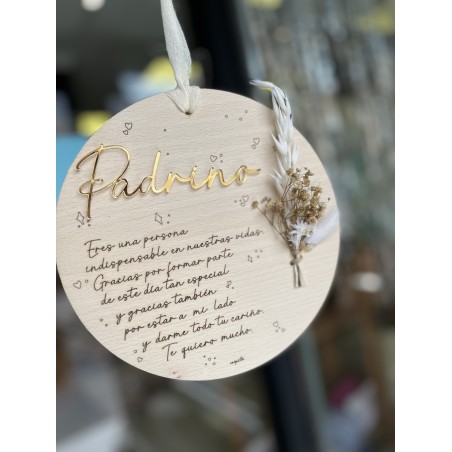 Padrino
Eres una persona
indispensable en nuestras vidas.
Gracias por formar parte
de este día tan especial
y gracias también
por estar a mi lado
y darme todo tu cariño.
Te quiero mucho.